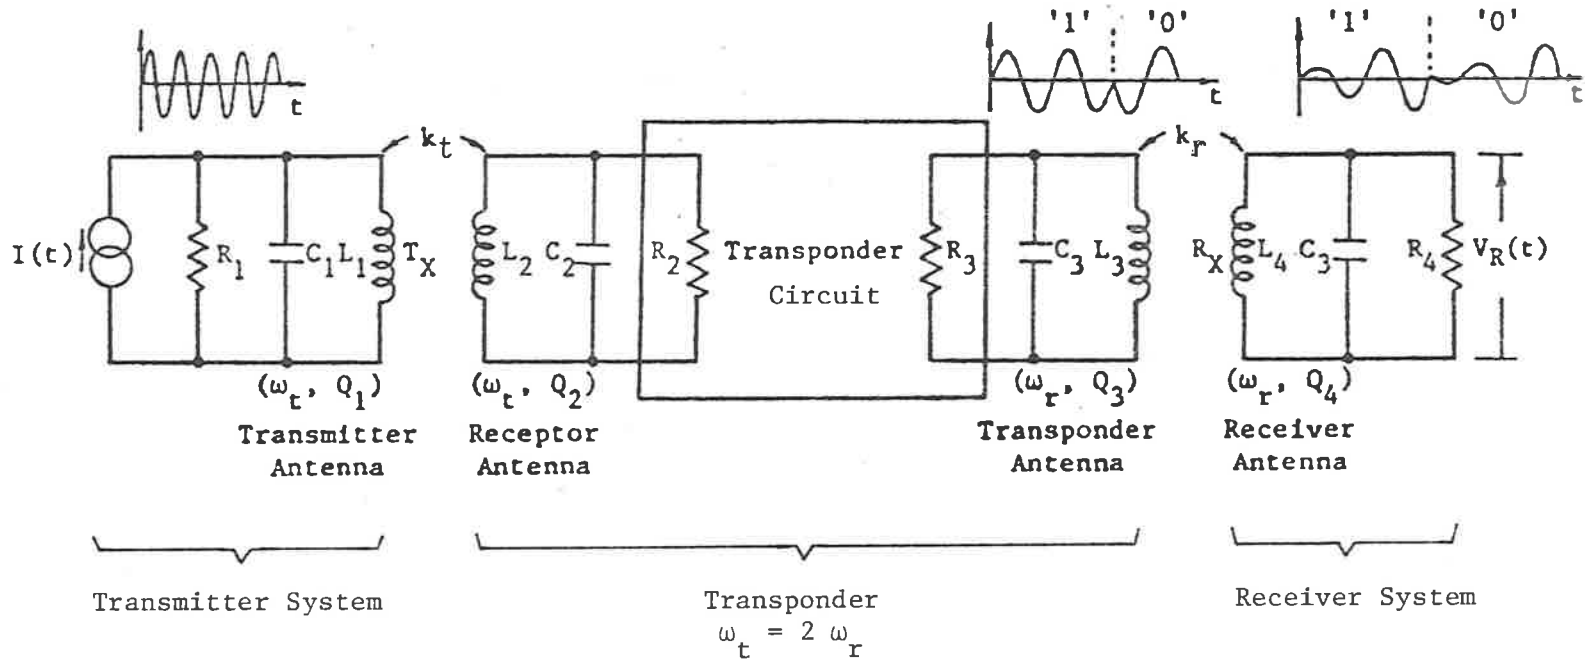 '1' '0' '1' '0'
t t t
k_t k_r
I(t) R_1 C_1 L_1 T_X L_2 C_2 R_2 Transponder Circuit R_3 C_3 L_3 R_X L_4 C_3 R_4 V_R(t)
(ω_t, Q_1) (ω_t, Q_2) (ω_r, Q_3) (ω_r, Q_4)
Transmitter Antenna
Receptor Antenna
Transponder Antenna
Receiver Antenna
Transmitter System
Transponder
ω_t = 2 ω_r
Receiver System